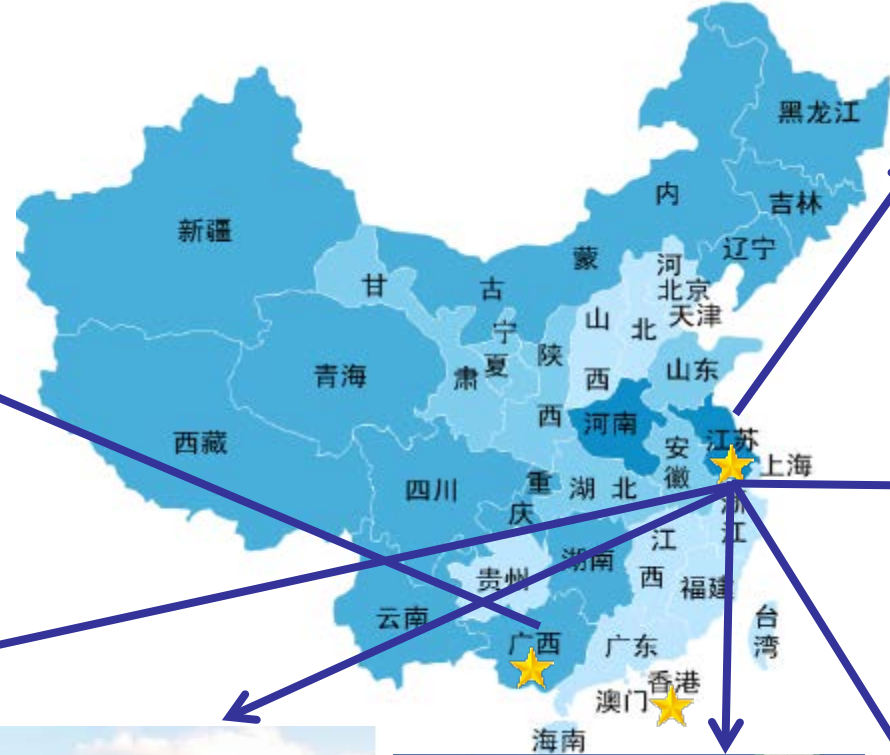 黑龙江
吉林
辽宁
内
蒙
古
新疆
甘
肃
宁
夏
河
北
北京
天津
山
西
陕
西
山东
青海
西藏
河南
江苏
安
徽
上海
四川
重
庆
湖 北
浙
江
湖南
江
西
贵州
福建
云南
广西
广东
台
湾
香港
澳门
海南